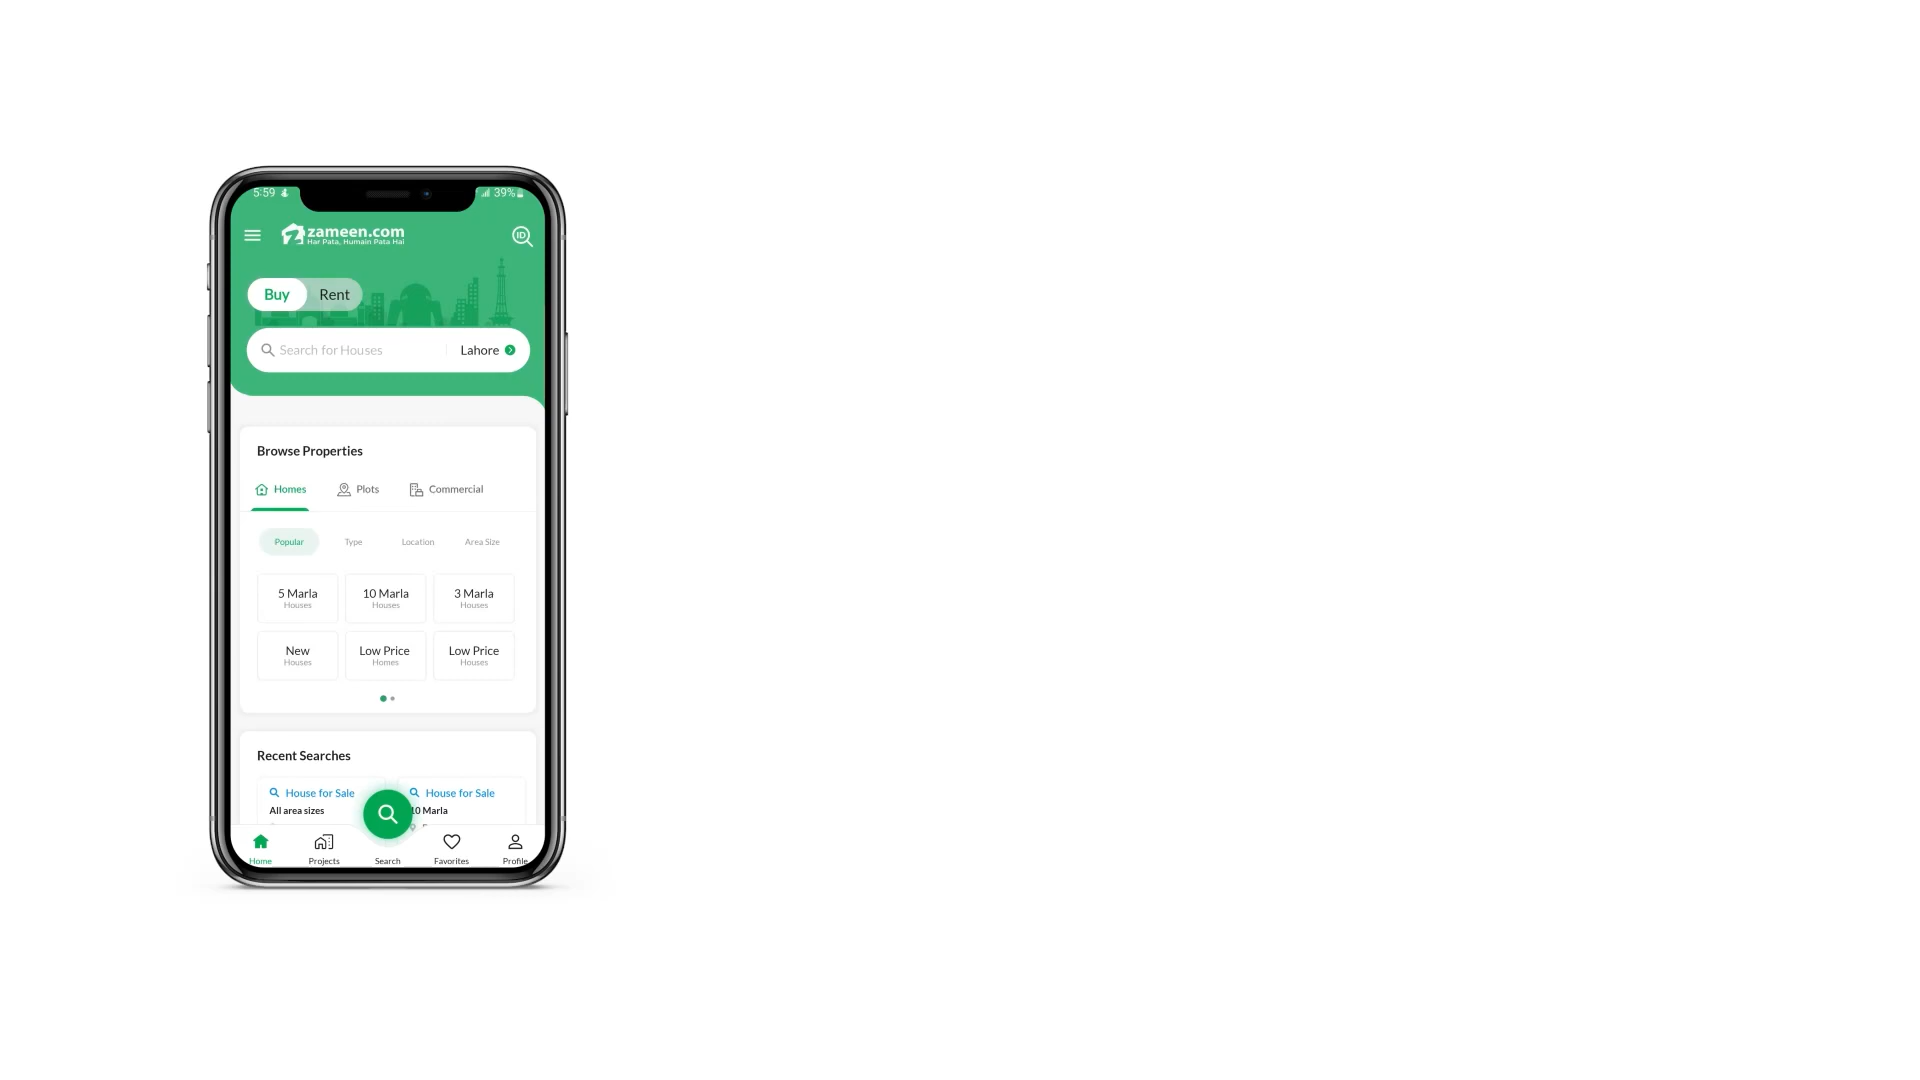 5:59
39%
zameen.com
Har Pata, Humain Pata Hai
ID
Buy Rent
Search for Houses Lahore
Browse Properties
Homes Plots Commercial
Popular Type Location Area Size
5 Marla 10 Marla 3 Marla
Houses Houses Houses
New Low Price Low Price
Houses Homes Houses
Recent Searches
House for Sale House for Sale
All area sizes 10 Marla
Home Projects Search Favorites Profile